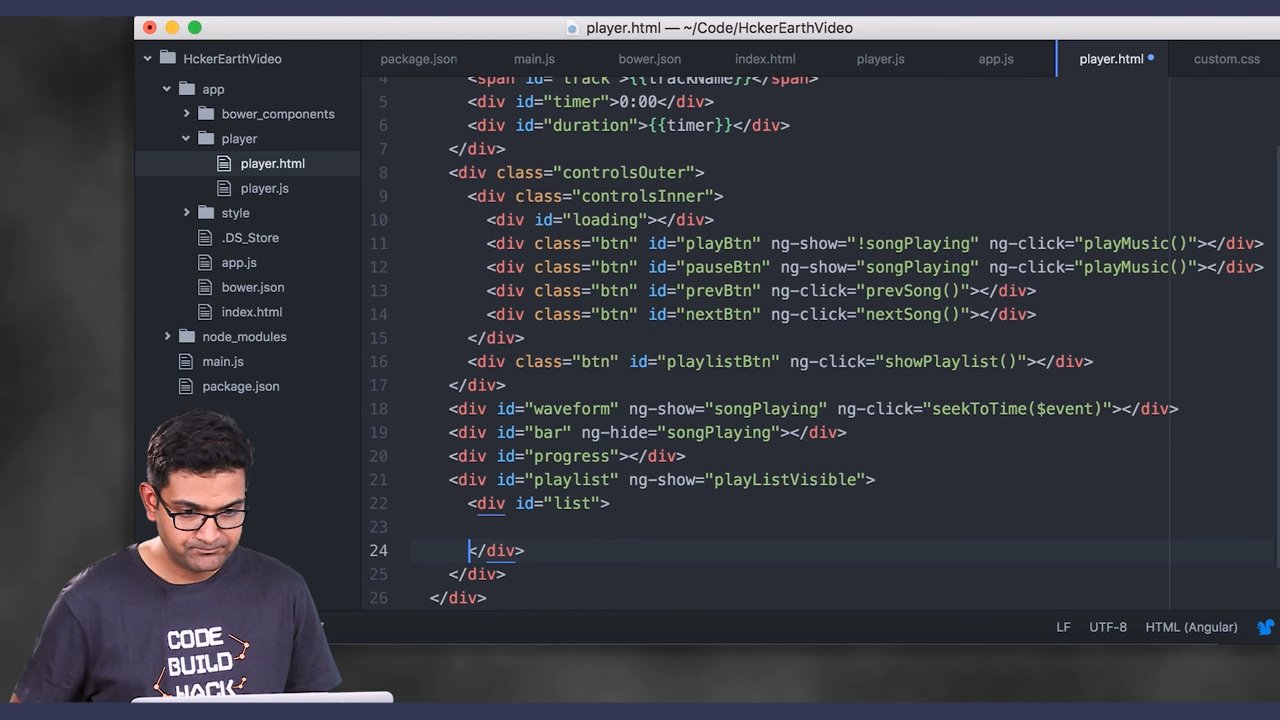 player.html — ~/Code/HckerEarthVideo
HckerEarthVideo
app
bower_components
player
player.html
player.js
style
.DS_Store
app.js
bower.json
index.html
node_modules
main.js
package.json
package.json main.js bower.json index.html player.js app.js player.html custom.css
4 <span id="track">{{trackName}}</span>
5 <div id="timer">0:00</div>
6 <div id="duration">{{timer}}</div>
7 </div>
8 <div class="controlsOuter">
9 <div class="controlsInner">
10 <div id="loading"></div>
11 <div class="btn" id="playBtn" ng-show="!songPlaying" ng-click="playMusic()"></div>
12 <div class="btn" id="pauseBtn" ng-show="songPlaying" ng-click="playMusic()"></div>
13 <div class="btn" id="prevBtn" ng-click="prevSong()"></div>
14 <div class="btn" id="nextBtn" ng-click="nextSong()"></div>
15 </div>
16 <div class="btn" id="playlistBtn" ng-click="showPlaylist()"></div>
17 </div>
18 <div id="waveform" ng-show="songPlaying" ng-click="seekToTime($event)"></div>
19 <div id="bar" ng-hide="songPlaying"></div>
20 <div id="progress"></div>
21 <div id="playlist" ng-show="playListVisible">
22 <div id="list">
23
24 </div>
25 </div>
26 </div>
LF UTF-8 HTML (Angular)
CODE
BUILD
HACK